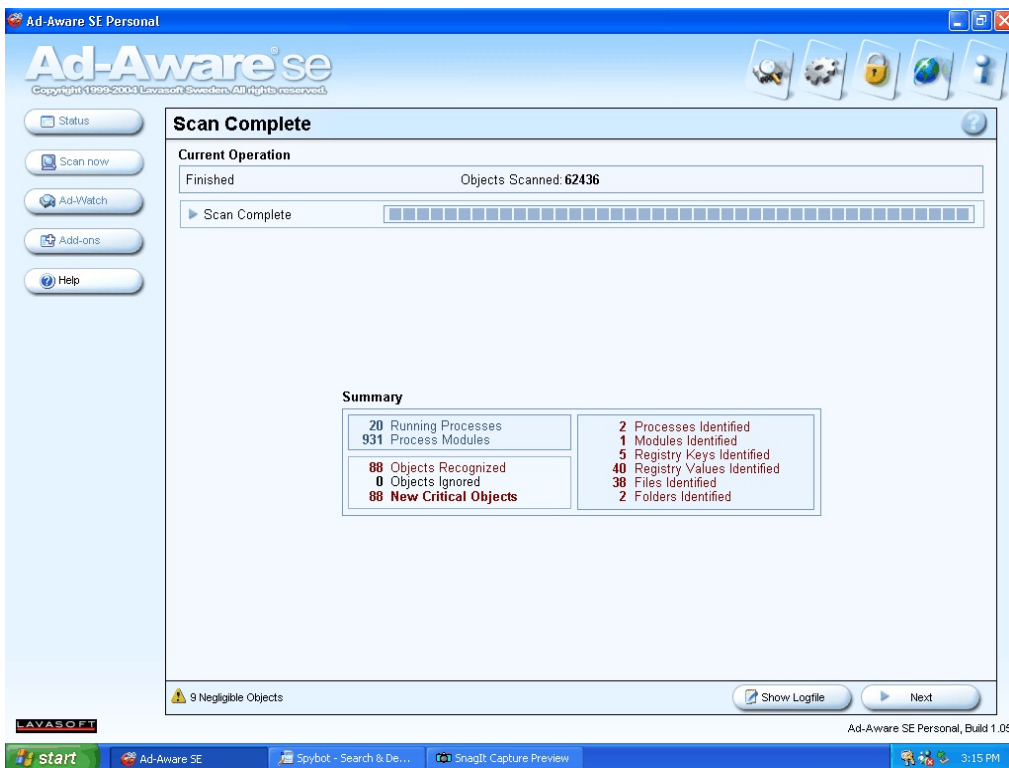 Ad-Aware SE Personal
Ad-Aware® SE
Copyright 1999-2004 Lavasoft Sweden. All rights reserved.
Status
Scan now
Ad-Watch
Add-ons
Help
Scan Complete
Current Operation
Finished
Objects Scanned: 62436
Scan Complete
Summary
20 Running Processes
931 Process Modules
88 Objects Recognized
0 Objects Ignored
88 New Critical Objects
2 Processes Identified
1 Modules Identified
5 Registry Keys Identified
40 Registry Values Identified
38 Files Identified
2 Folders Identified
9 Negligible Objects
Show Logfile
Next
LAVASOFT
Ad-Aware SE Personal, Build 1.05
start
Ad-Aware SE
Spybot - Search & De...
SnagIt Capture Preview
3:15 PM